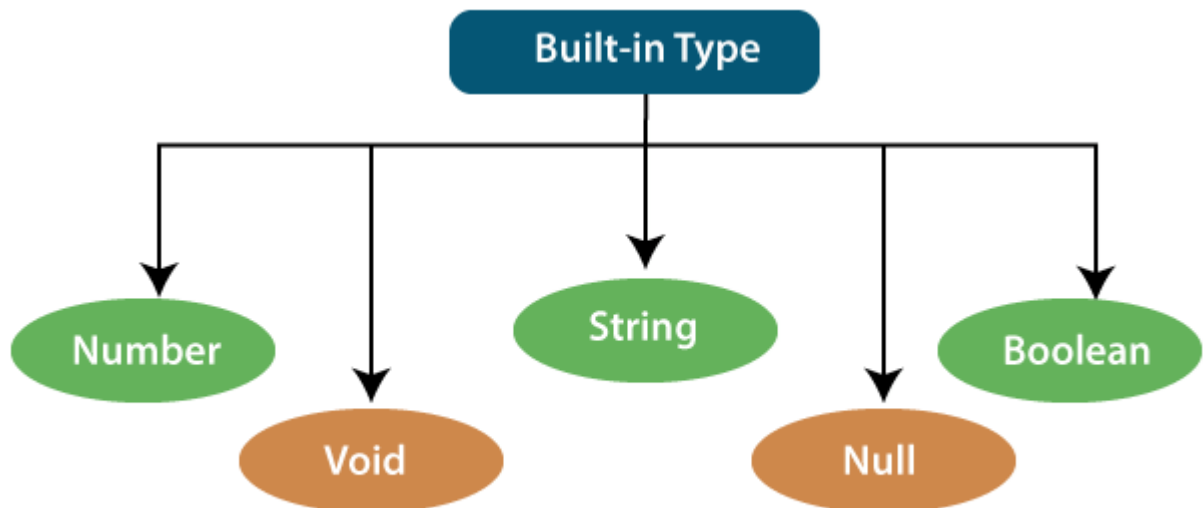 Built-in Type
Number
String
Boolean
Void
Null